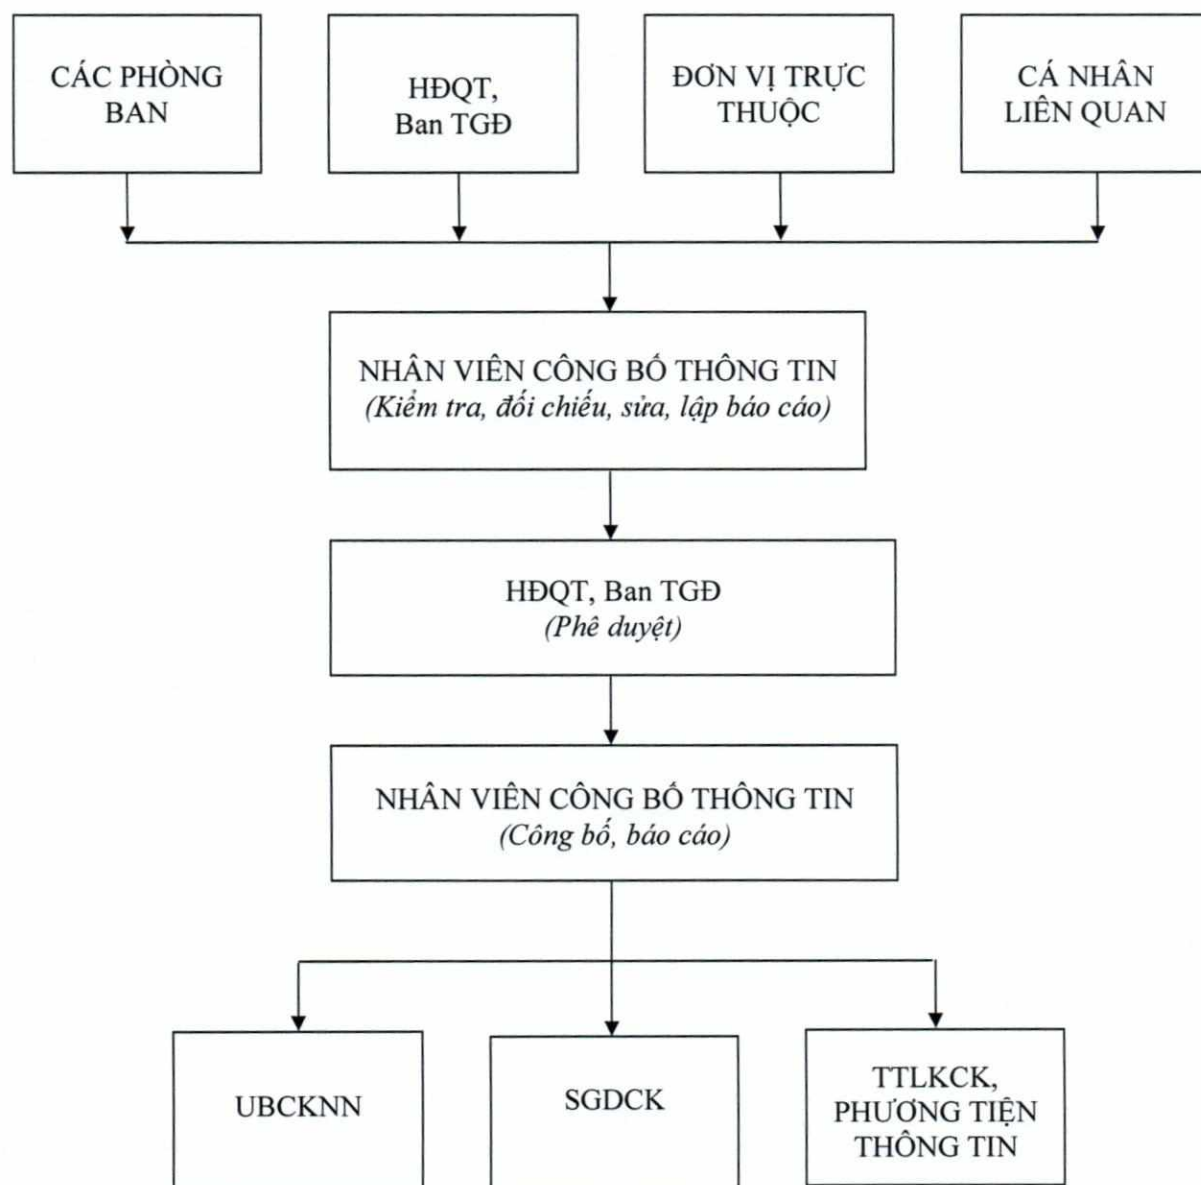 CÁC PHÒNG
BAN
HĐQT,
Ban TGĐ
ĐƠN VỊ TRỰC
THUỘC
CÁ NHÂN
LIÊN QUAN
NHÂN VIÊN CÔNG BỐ THÔNG TIN
(Kiểm tra, đối chiếu, sửa, lập báo cáo)
HĐQT, Ban TGĐ
(Phê duyệt)
NHÂN VIÊN CÔNG BỐ THÔNG TIN
(Công bố, báo cáo)
UBCKNN
SGDCK
TTLKCK,
PHƯƠNG TIỆN
THÔNG TIN